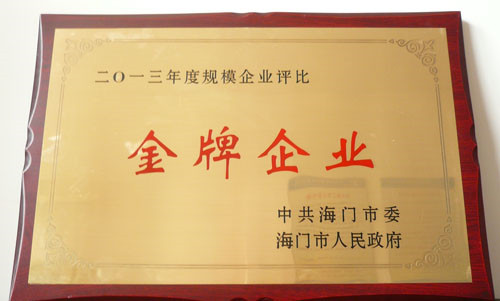 二〇一三年度规模企业评比
金牌企业
中共海门市委
海门市人民政府